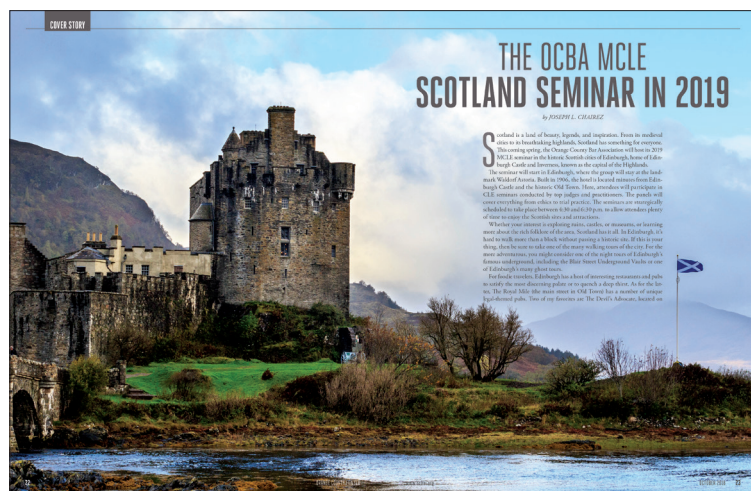 COVER STORY
THE OCBA MCLE
SCOTLAND SEMINAR IN 2019
by JOSEPH L. CHAIREZ
Scotland is a land of beauty, legends, and inspiration. From its medieval
cities to its breathtaking highlands, Scotland has something for everyone.
This coming spring, the Orange County Bar Association will host its 2019
MCLE seminar in the historic Scottish cities of Edinburgh, home of Edin-
burgh Castle and Inverness, known as the capital of the Highlands.
The seminar will start in Edinburgh, where the group will stay at the land-
mark Waldorf Astoria. Built in 1906, the hotel is located minutes from Edin-
burgh's Castle and the historic Old Town. Here, attendees will participate in
CLE seminars conducted by top judges and practitioners. The panels will
cover everything from ethics to trial practice. The seminars are strategically
scheduled to take place between 4:30 and 6:30 p.m. to allow attendees plenty
of time to enjoy the Scottish sites and attractions.
Whether your interest is exploring ruins, castles, or museums, or learning
more about the rich folklore of the area, Scotland has it all. In Edinburgh, it's
hard to walk more than a block without passing a historic site. If this is your
thing, then be sure to take one of the many walking tours of the city. For the
more adventurous, you might consider one of the night tours of Edinburgh's
famous underground, including the Blair Street Underground Vaults or one
of Edinburgh's many ghost tours.
For foodie travelers, Edinburgh has a host of interesting restaurants and pubs
to satisfy the most discerning palate or to quench a deep thirst. As for the lat-
ter, The Royal Mile (the main street in Old Town) has a number of unique
legal-themed pubs. Two of my favorites are The Devil's Advocate, located on
22
OCTOBER 2018 23